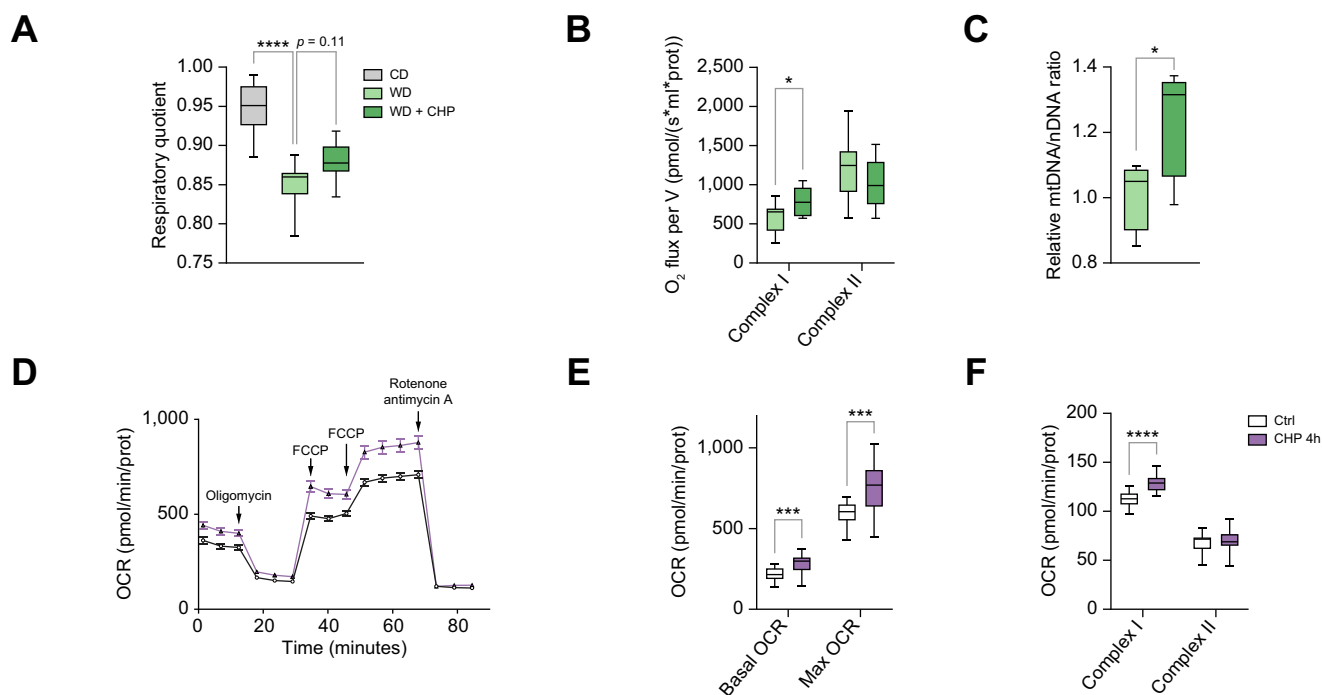 A
Respiratory quotient
1.00
0.95
0.90
0.85
0.80
0.75
****
p = 0.11
CD
WD
WD + CHP
B
O2 flux per V (pmol/(s*ml*prot))
2,500
2,000
1,500
1,000
500
0
*
Complex I
Complex II
C
Relative mtDNA/nDNA ratio
1.4
1.2
1.0
0.8
*
D
OCR (pmol/min/prot)
1,000
500
0
Oligomycin
FCCP
FCCP
Rotenone
antimycin A
0
20
40
60
80
Time (minutes)
E
OCR (pmol/min/prot)
1,000
500
0
***
***
Basal OCR
Max OCR
F
OCR (pmol/min/prot)
200
150
100
50
0
****
Complex I
Complex II
Ctrl
CHP 4h